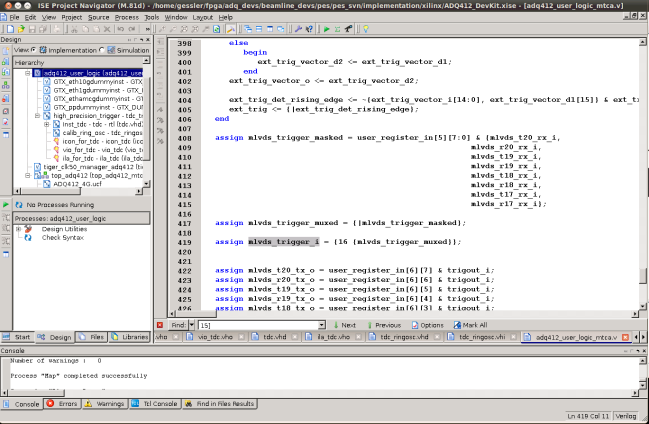 ISE Project Navigator (M.81d) - /home/gessler/fpga/adq_devs/beamline_devs/pes/pes_svn/implementation/xilinx/ADQ412_DevKit.xise - [adq412_user_logic_mtca.v]
File Edit View Project Source Process Tools Window Layout Help
Design
View: Implementation Simulation
Hierarchy
adq412_user_logic (adq412_use
GTX_eth10gdummyinst - GTX
GTX_eth1gdummyinst - GTX_
GTX_ethamcgdummyinst - GT
GTX_ppdummyinst - GTX_DU
high_precision_trigger - tdc_t
Inst_tdc - tdc - rtl (tdc.vhd)
calib_ring_osc - tdc_ringos
icon_for_tdc - icon_tdc (ico
vio_for_tdc - vio_tdc (vio_t
ila_for_tdc - ila_tdc (ila_tdc
tiger_clk50_manager_adq412 (ti
top_adq412 (top_adq412_mtc
ADQ412_4G.ucf
No Processes Running
Processes: adq412_user_logic
Design Utilities
Check Syntax
Start Design Files Libraries
398 else
399 begin
400 ext_trig_vector_d2 <= ext_trig_vector_d1;
401 end
402 ext_trig_vector_o <= ext_trig_vector_d2;
403
404 ext_trig_det_rising_edge <= ~{ext_trig_vector_i[14:0], ext_trig_vector_d1[15]} & ext_t
405 ext_trig <= (|ext_trig_det_rising_edge);
406 end
407
408 assign mlvds_trigger_masked = user_register_in[5][7:0] & {mlvds_t20_rx_i,
409 mlvds_r20_rx_i,
410 mlvds_t19_rx_i,
411 mlvds_r19_rx_i,
412 mlvds_t18_rx_i,
413 mlvds_r18_rx_i,
414 mlvds_t17_rx_i,
415 mlvds_r17_rx_i};
416
417 assign mlvds_trigger_muxed = (|mlvds_trigger_masked);
418
419 assign mlvds_trigger_i = {16 {mlvds_trigger_muxed}};
420
421
422 assign mlvds_t20_tx_o = user_register_in[6][7] & trigout_i;
423 assign mlvds_r20_tx_o = user_register_in[6][6] & trigout_i;
424 assign mlvds_t19_tx_o = user_register_in[6][5] & trigout_i;
425 assign mlvds_r19_tx_o = user_register_in[6][4] & trigout_i;
426 assign mlvds_t18_tx_o = user_register_in[6][3] & trigout_i;
Find: 15] Next Previous Options Mark All
.vho vio_tdc.vho tdc.vhd ila_tdc.vho tdc_ringosc.vhi tdc_ringosc.vhd adq412_user_logic_mtca.v
Console
Number of warnings : 0
Process "Map" completed successfully
Console Errors Warnings Tcl Console Find in Files Results
Ln 419 Col 11 Verilog